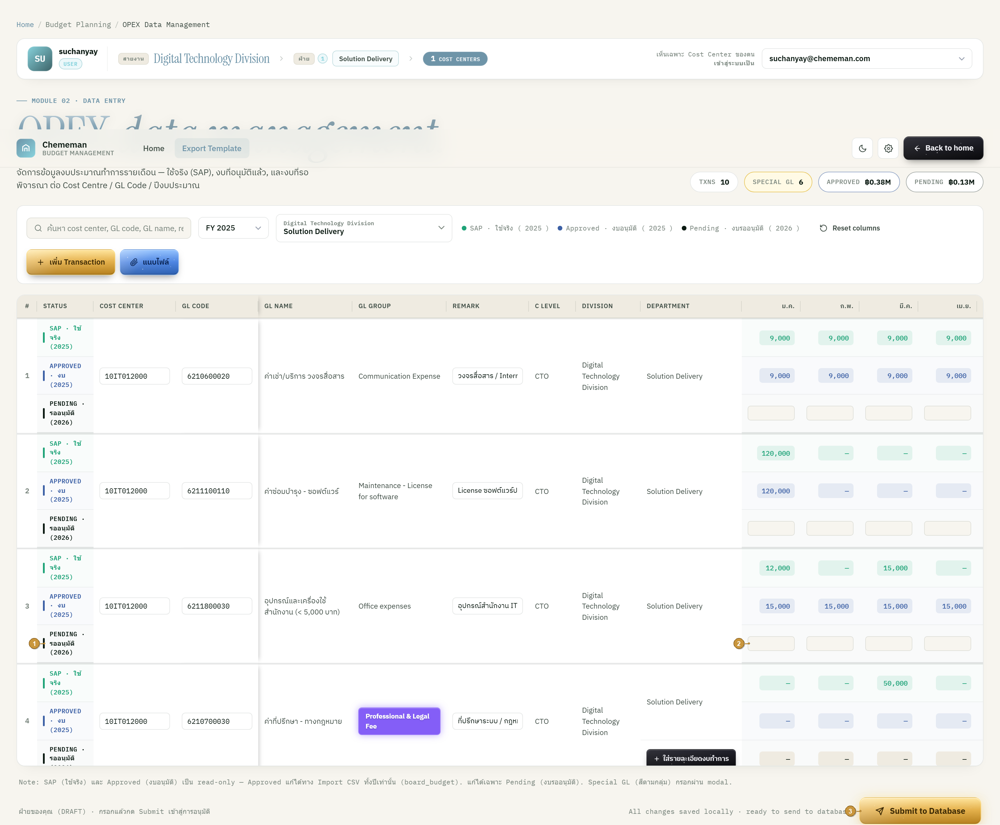 Home / Budget Planning / OPEX Data Management
SU
suchanyay
USER
สายงาน Digital Technology Division > ฝ่าย 1 Solution Delivery > 1 COST CENTERS
เห็นเฉพาะ Cost Center ของตน
เข้าสู่ระบบเป็น
suchanyay@chememan.com
MODULE 02 · DATA ENTRY
OPEX data management
Chememan
BUDGET MANAGEMENT
Home
Export Template
Back to home
จัดการข้อมูลงบประมาณทำการรายเดือน — ใช้จริง (SAP), งบที่อนุมัติแล้ว, และงบที่รอ
พิจารณา ต่อ Cost Centre / GL Code / ปีงบประมาณ
TXNS 10
SPECIAL GL 6
APPROVED ฿0.38M
PENDING ฿0.13M
ค้นหา cost center, GL code, GL name, re
FY 2025
Digital Technology Division
Solution Delivery
SAP · ใช้จริง ( 2025 )
Approved · งบอนุมัติ ( 2025 )
Pending · งบรออนุมัติ ( 2026 )
Reset columns
+ เพิ่ม Transaction
แนบไฟล์
# STATUS COST CENTER GL CODE GL NAME GL GROUP REMARK C LEVEL DIVISION DEPARTMENT ม.ค. ก.พ. มี.ค. เม.ย.
1
SAP · ใช้
จริง
(2025)
9,000 9,000 9,000 9,000
APPROVED
· งบ
(2025)
10IT012000
6210600020
ค่าเช่า/บริการ วงจรสื่อสาร
Communication Expense
วงจรสื่อสาร / Interr
CTO
Digital
Technology
Division
Solution Delivery
9,000 9,000 9,000 9,000
PENDING ·
รออนุมัติ
(2026)
2
SAP · ใช้
จริง
(2025)
120,000 – – –
APPROVED
· งบ
(2025)
10IT012000
6211100110
ค่าซ่อมบำรุง - ซอฟต์แวร์
Maintenance - License
for software
License ซอฟต์แวร์ป
CTO
Digital
Technology
Division
Solution Delivery
120,000 – – –
PENDING ·
รออนุมัติ
(2026)
3
SAP · ใช้
จริง
(2025)
12,000 – 15,000 –
APPROVED
· งบ
(2025)
10IT012000
6211800030
อุปกรณ์และเครื่องใช้
สำนักงาน (< 5,000 บาท)
Office expenses
อุปกรณ์สำนักงาน IT
CTO
Digital
Technology
Division
Solution Delivery
15,000 15,000 15,000 15,000
1
PENDING ·
รออนุมัติ
(2026)
2
4
SAP · ใช้
จริง
(2025)
– – 50,000 –
APPROVED
· งบ
(2025)
10IT012000
6210700030
ค่าที่ปรึกษา - ทางกฎหมาย
Professional & Legal
Fee
ที่ปรึกษาระบบ / กฎห
CTO
Digital
Technology
Division
Solution Delivery
– – – –
PENDING ·
รออนุมัติ
+ ใส่รายละเอียดงบทำการ
– – – –
Note: SAP (ใช้จริง) และ Approved (งบอนุมัติ) เป็น read-only — Approved แก้ได้ทาง Import CSV ทั้งปีเท่านั้น (board_budget). แก้ได้เฉพาะ Pending (งบรออนุมัติ). Special GL (สีตามกลุ่ม) กรอกผ่าน modal.
ฝ่ายของคุณ (DRAFT) · กรอกแล้วกด Submit เข้าสู่การอนุมัติ
All changes saved locally · ready to send to databas
3
Submit to Database